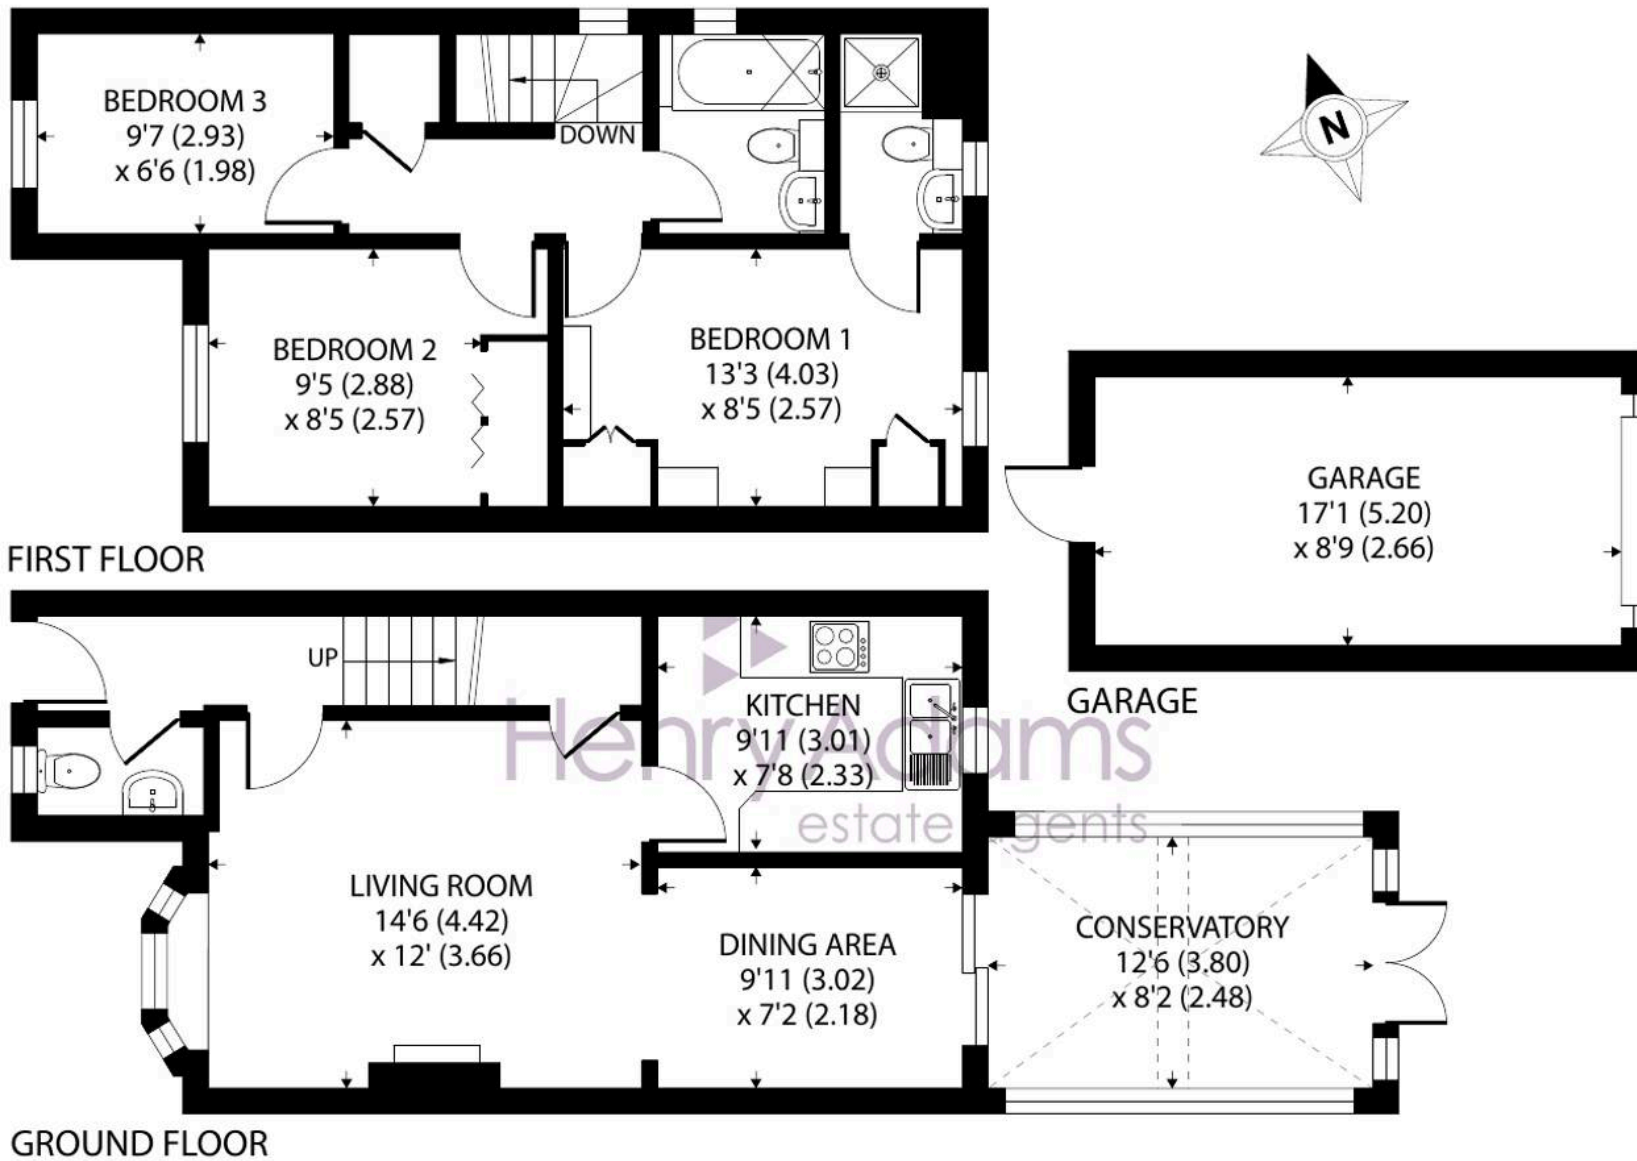 BEDROOM 3
9'7 (2.93)
x 6'6 (1.98)
DOWN
N
BEDROOM 2
9'5 (2.88)
x 8'5 (2.57)
BEDROOM 1
13'3 (4.03)
x 8'5 (2.57)
FIRST FLOOR
GARAGE
17'1 (5.20)
x 8'9 (2.66)
GARAGE
UP
KITCHEN
9'11 (3.01)
x 7'8 (2.33)
HenryAdams
estate agents
LIVING ROOM
14'6 (4.42)
x 12' (3.66)
DINING AREA
9'11 (3.02)
x 7'2 (2.18)
CONSERVATORY
12'6 (3.80)
x 8'2 (2.48)
GROUND FLOOR